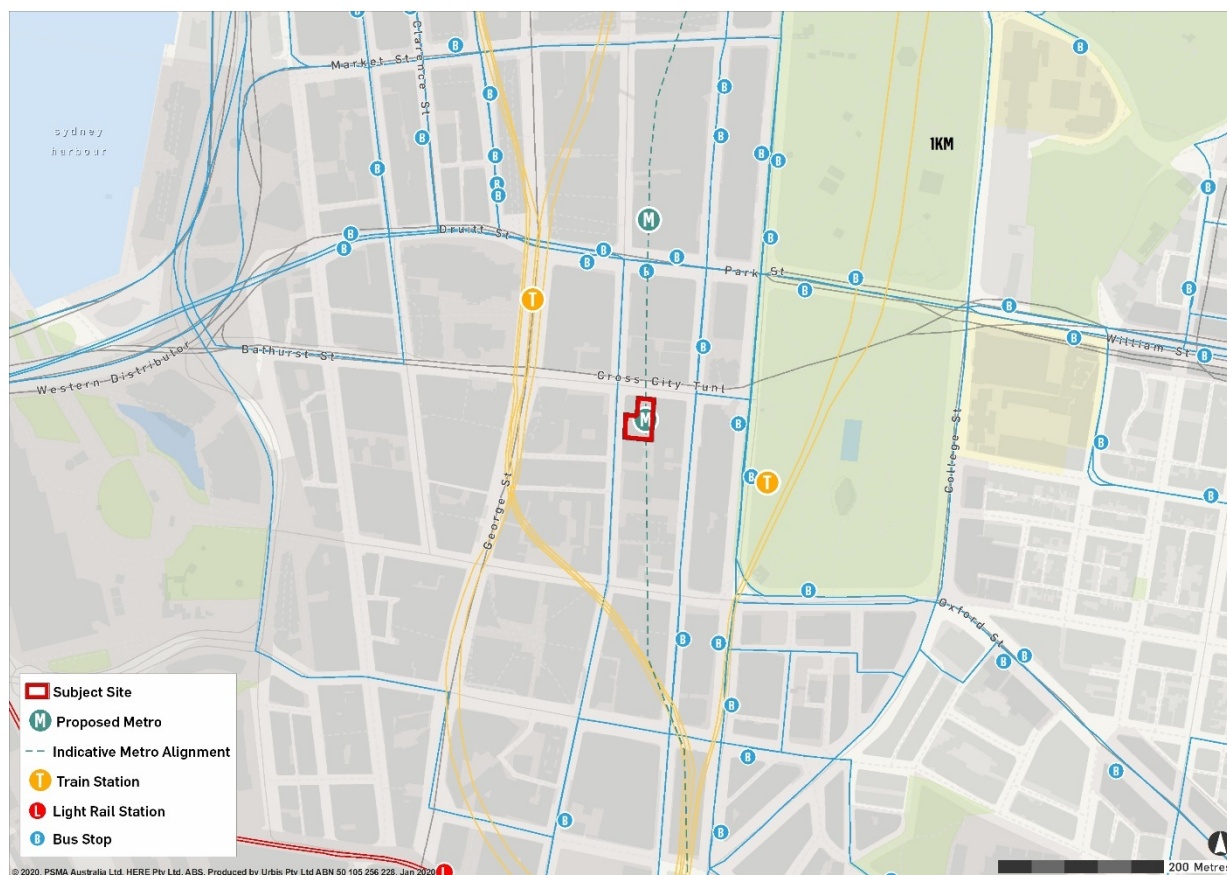 Clarence St
Market St
sydney
harbour
1KM
Druitt St
Park St
William St
Western Distributor
Bathurst St
Cross City Tunl
George St
College St
Oxford St
M
M
T
T
B
L
Subject Site
M Proposed Metro
Indicative Metro Alignment
T Train Station
L Light Rail Station
B Bus Stop
© 2020. PSMA Australia Ltd, HERE Pty Ltd, ABS. Produced by Urbis Pty Ltd ABN 50 105 256 228, Jan 2020
200 Metres